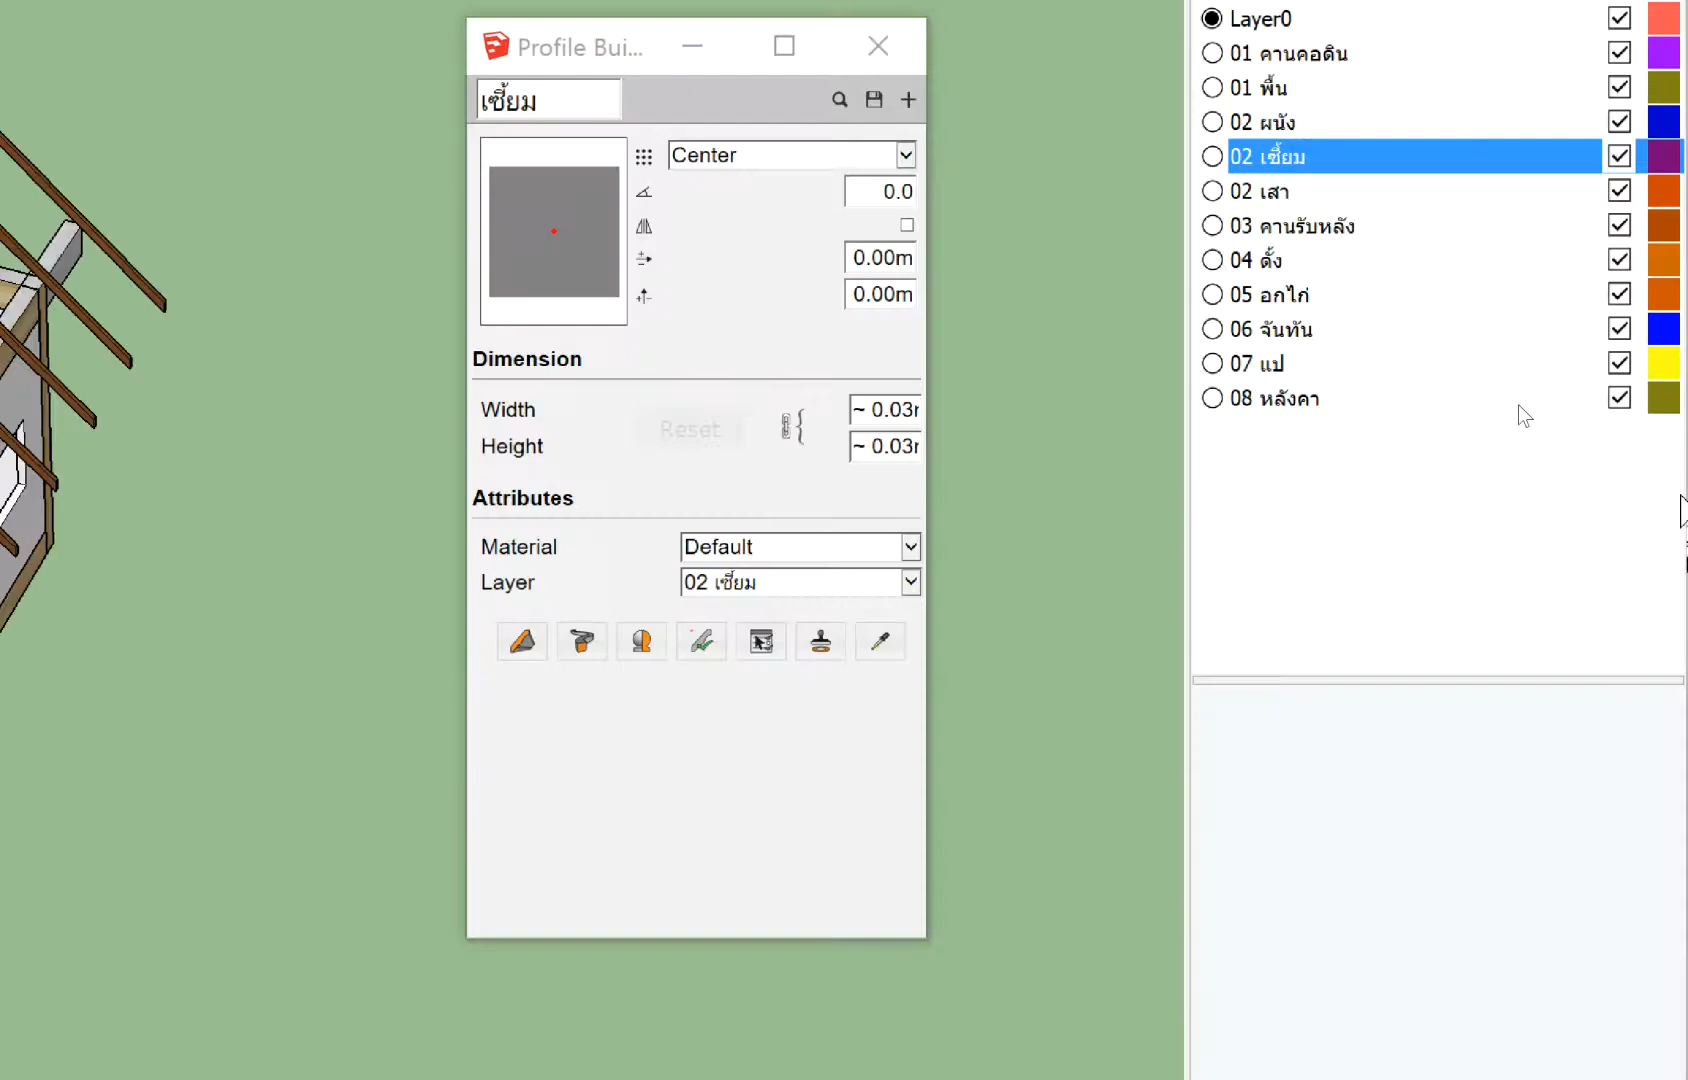 Profile Bui...
เซี้ยม
Center
0.0
0.00m
0.00m
Dimension
Width
Reset
~ 0.03
Height
~ 0.03
Attributes
Material
Default
Layer
02 เซี้ยม
Layer0
01 คานคอดิน
01 พื้น
02 ผนัง
02 เซี้ยม
02 เสา
03 คานรับหลัง
04 ดั้ง
05 อกไก่
06 จันทัน
07 แป
08 หลังคา